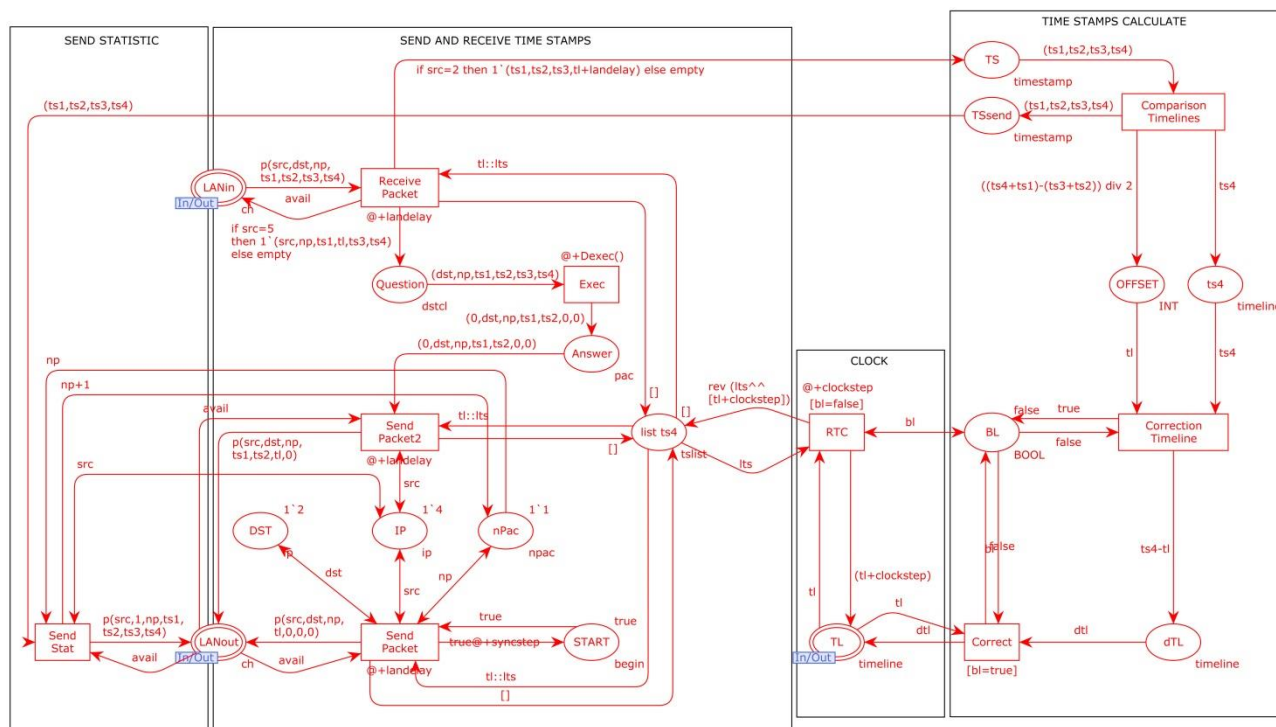 TIME STAMPS CALCULATE
SEND STATISTIC
SEND AND RECEIVE TIME STAMPS
(ts1,ts2,ts3,ts4)
TS
if src=2 then 1`(ts1,ts2,ts3,tl+landelay) else empty
timestamp
(ts1,ts2,ts3,ts4)
TSsend
(ts1,ts2,ts3,ts4)
Comparison
Timelines
timestamp
p(src,dst,np,
ts1,ts2,ts3,ts4)
tl::lts
LANin
Receive
Packet
avail
In/Out
ch
@+landelay
((ts4+ts1)-(ts3+ts2)) div 2
ts4
if src=5
then 1`(src,np,ts1,tl,ts3,ts4)
else empty
@+Dexec()
Question
(dst,np,ts1,ts2,ts3,ts4)
Exec
dstcl
OFFSET
ts4
INT
timeline
(0,dst,np,ts1,ts2,0,0)
(0,dst,np,ts1,ts2,0,0)
Answer
pac
np
tl
ts4
CLOCK
np+1
[]
rev (lts^^
[tl+clockstep])
@+clockstep
[bl=false]
avail
tl::lts
[]
false
true
Send
Packet2
list ts4
RTC
bl
BL
Correction
Timeline
false
p(src,dst,np,
ts1,ts2,tl,0)
@+landelay
[]
tslist
lts
BOOL
src
src
1`2
1`4
1`1
DST
IP
nPac
ip
ip
npac
bl
false
ts4-tl
dst
src
np
tl
(tl+clockstep)
p(src,1,np,ts1,
ts2,ts3,ts4)
p(src,dst,np,
tl,0,0,0)
true
true
tl
Send
Stat
LANout
Send
Packet
true@+syncstep
START
TL
dtl
Correct
dtl
dTL
avail
In/Out
ch
avail
@+landelay
begin
In/Out
timeline
[bl=true]
timeline
tl::lts
[]